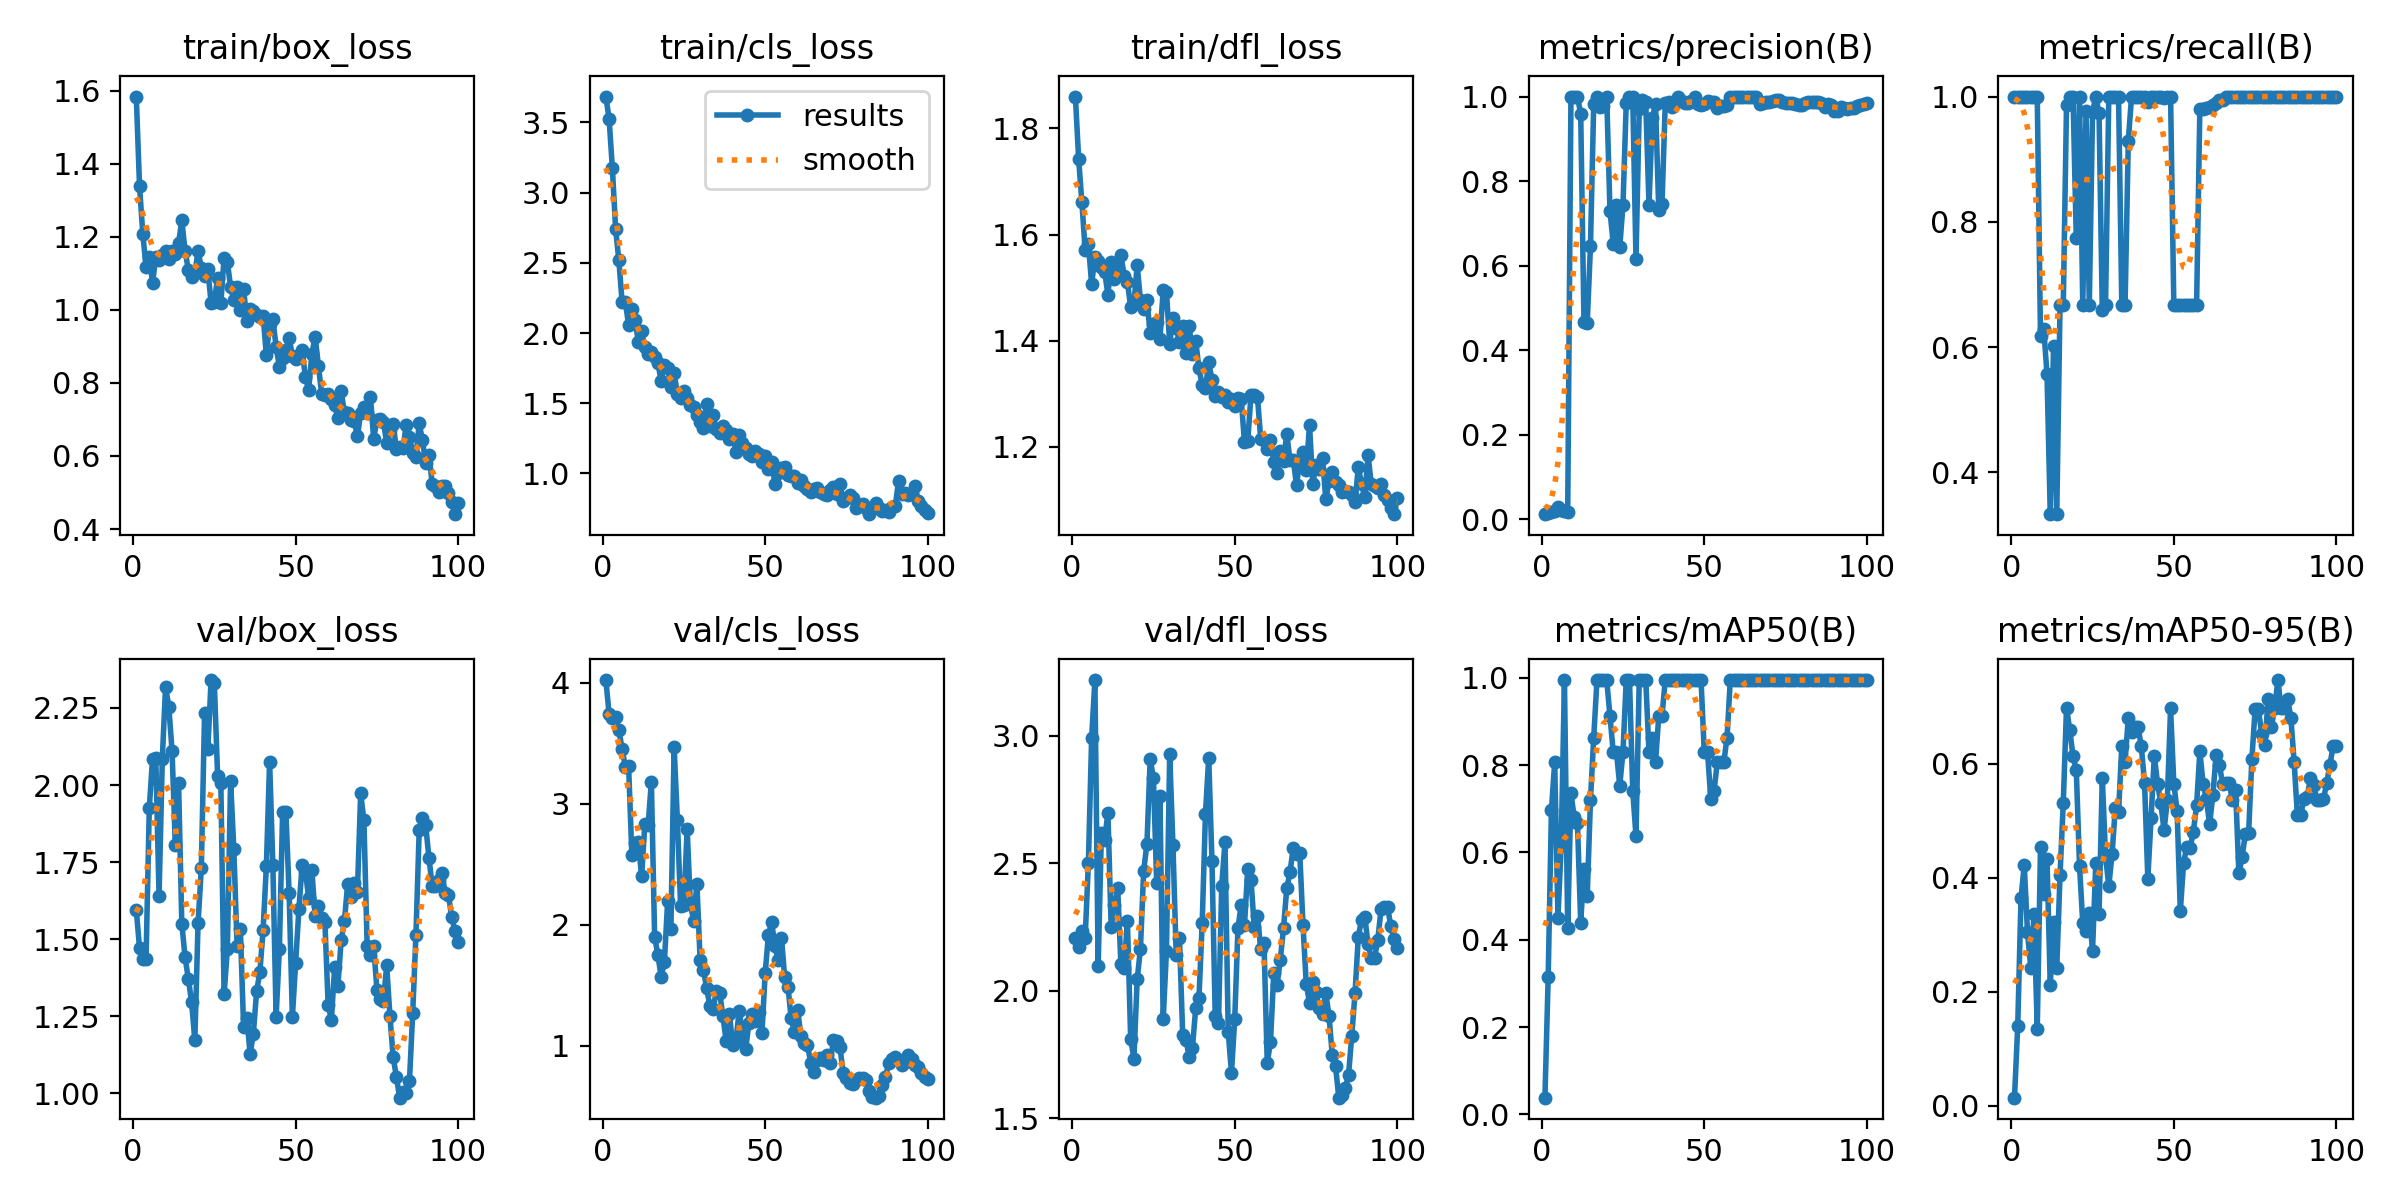 train/box_loss
1.6
1.4
1.2
1.0
0.8
0.6
0.4
0 50 100
train/cls_loss
results
smooth
3.5
3.0
2.5
2.0
1.5
1.0
0 50 100
train/dfl_loss
1.8
1.6
1.4
1.2
0 50 100
metrics/precision(B)
1.0
0.8
0.6
0.4
0.2
0.0
0 50 100
metrics/recall(B)
1.0
0.8
0.6
0.4
0 50 100
val/box_loss
2.25
2.00
1.75
1.50
1.25
1.00
0 50 100
val/cls_loss
4
3
2
1
0 50 100
val/dfl_loss
3.0
2.5
2.0
1.5
0 50 100
metrics/mAP50(B)
1.0
0.8
0.6
0.4
0.2
0.0
0 50 100
metrics/mAP50-95(B)
0.6
0.4
0.2
0.0
0 50 100